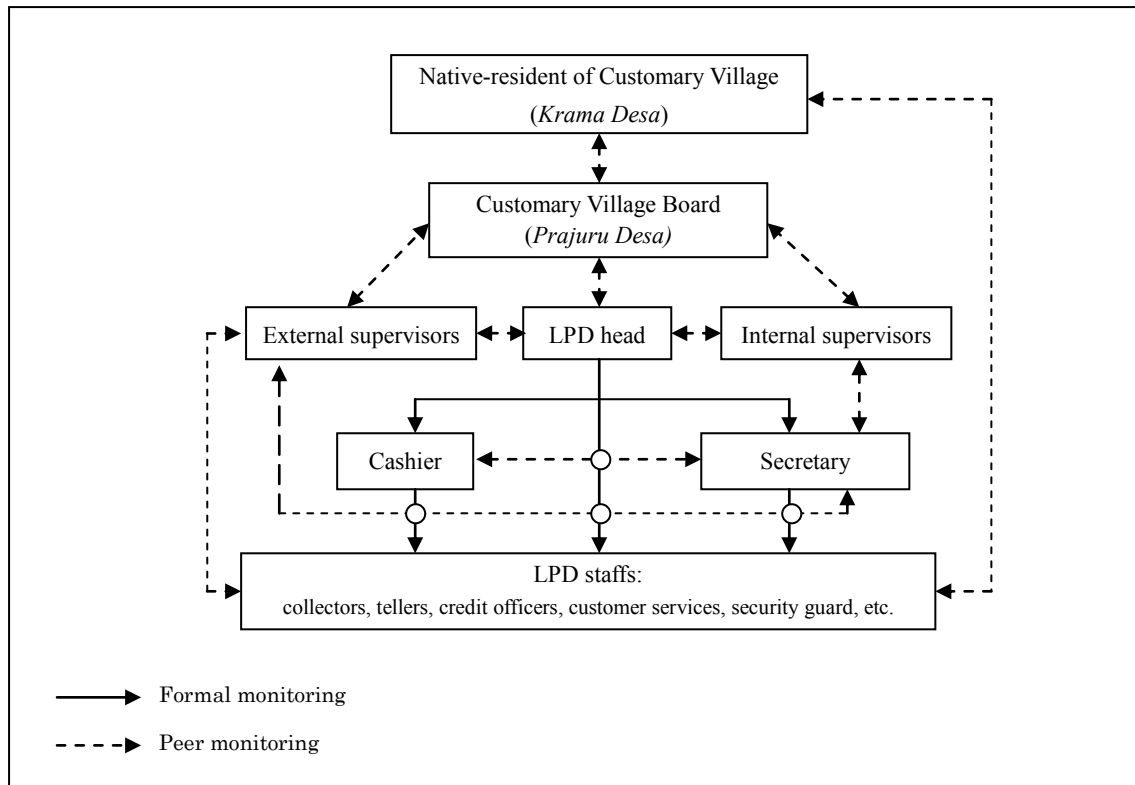 Native-resident of Customary Village
(Krama Desa)
Customary Village Board
(Prajuru Desa)
External supervisors
LPD head
Internal supervisors
Cashier
Secretary
LPD staffs:
collectors, tellers, credit officers, customer services, security guard, etc.
Formal monitoring
Peer monitoring